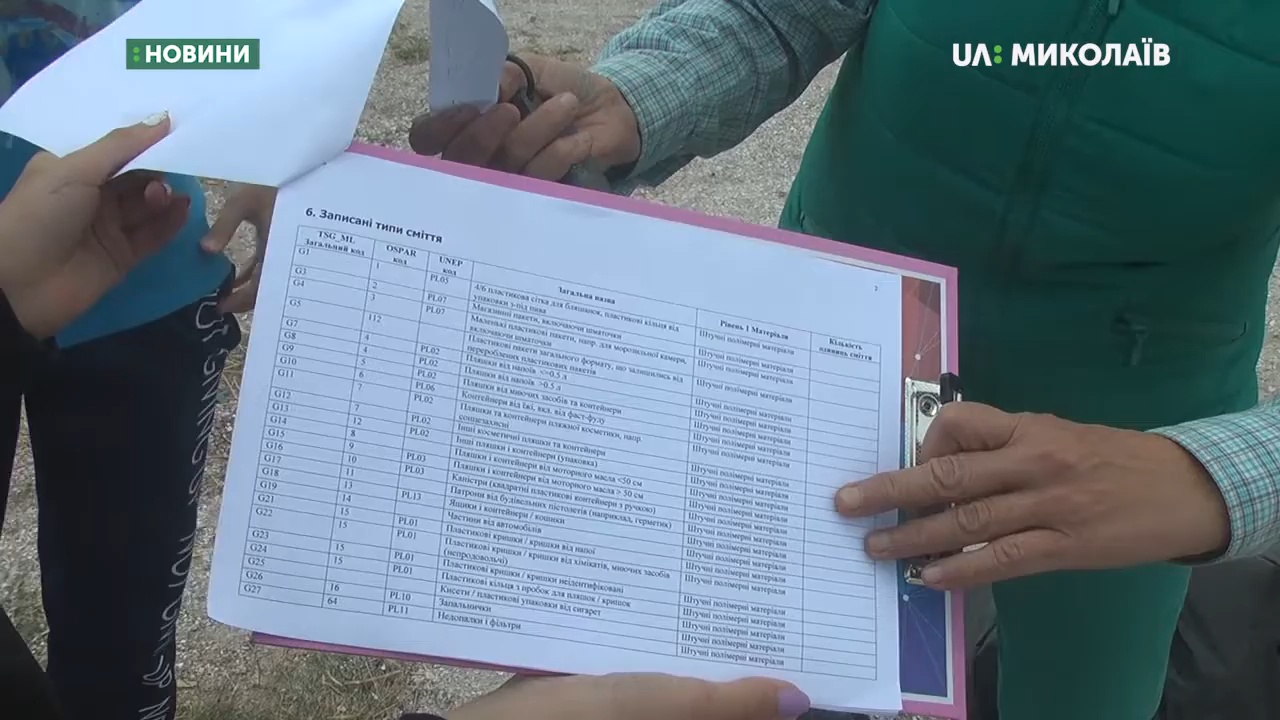 :НОВИНИ
UA: МИКОЛАЇВ
6. Записані типи сміття
TSG_ML Загальний код
OSPAR код
UNEP код
Загальна назва
Рівень 1 Матеріали
Кількість одиниць сміття
G1 1 PL05 4/6 пластикова сітка для бляшанок, пластикові кільця від упаковки з-під пива Штучні полімерні матеріали
G3 2 PL07 Магазинні пакети, включаючи шматочки Штучні полімерні матеріали
G4 3 PL07 Маленькі пластикові пакети, напр. для морозильної камери, включаючи шматочки Штучні полімерні матеріали
G5 112 Пластикові пакети загального формату, що залишились від перероблених пластикових пакетів Штучні полімерні матеріали
G7 4 PL02 Пляшки від напоїв <=0.5 л Штучні полімерні матеріали
G8 4 PL02 Пляшки від напоїв >0.5 л Штучні полімерні матеріали
G9 5 PL02 Пляшки від миючих засобів та контейнери Штучні полімерні матеріали
G10 6 PL06 Контейнери від їжі, вкл. від фаст-фуду Штучні полімерні матеріали
G11 7 PL02 Пляшки та контейнери пляжної косметики, напр. сонцезахисні Штучні полімерні матеріали
G12 7 PL02 Інші косметичні пляшки та контейнери Штучні полімерні матеріали
G13 12 PL02 Інші пляшки і контейнери (упаковка) Штучні полімерні матеріали
G14 8 PL03 Пляшки і контейнери від моторного масла <50 см Штучні полімерні матеріали
G15 9 PL03 Пляшки і контейнери від моторного масла > 50 см Штучні полімерні матеріали
G16 10 Каністри (квадратні пластикові контейнери з ручкою) Штучні полімерні матеріали
G17 11 Патрони від будівельних пістолетів (наприклад, герметик) Штучні полімерні матеріали
G18 13 PL13 Ящики і контейнери / кошики Штучні полімерні матеріали
G19 14 Частини від автомобілів Штучні полімерні матеріали
G21 15 PL01 Пластикові кришки / кришки від напої Штучні полімерні матеріали
G22 15 PL01 Пластикові кришки / кришки від хімікатів, миючих засобів (непродовольчі) Штучні полімерні матеріали
G23 15 PL01 Пластикові кришки / кришки неідентифіковані Штучні полімерні матеріали
G24 15 PL01 Пластикові кільця з пробок для пляшок / кришок Штучні полімерні матеріали
G25 Кисети / пластикові упаковки від сигарет Штучні полімерні матеріали
G26 16 PL10 Запальнички Штучні полімерні матеріали
G27 64 PL11 Недопалки і фільтри Штучні полімерні матеріали